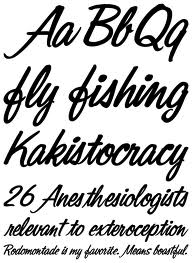 Aa Bb Qq
fly fishing
Kakistocracy
26 Anesthesiologists
relevant to exteroception
Rodomontade is my favorite. Means boastful.